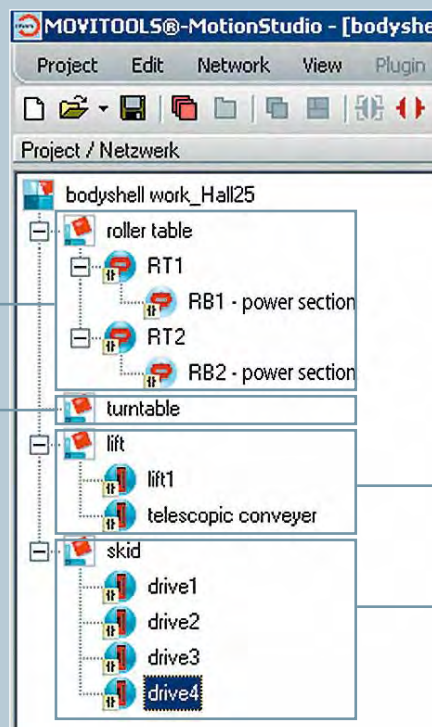 MOVITOOLS®-MotionStudio - [bodyshe
Project Edit Network View Plugin
Project / Netzwerk
bodyshell work_Hall25
roller table
RT1
RB1 - power section
RT2
RB2 - power section
turntable
lift
lift1
telescopic conveyer
skid
drive1
drive2
drive3
drive4